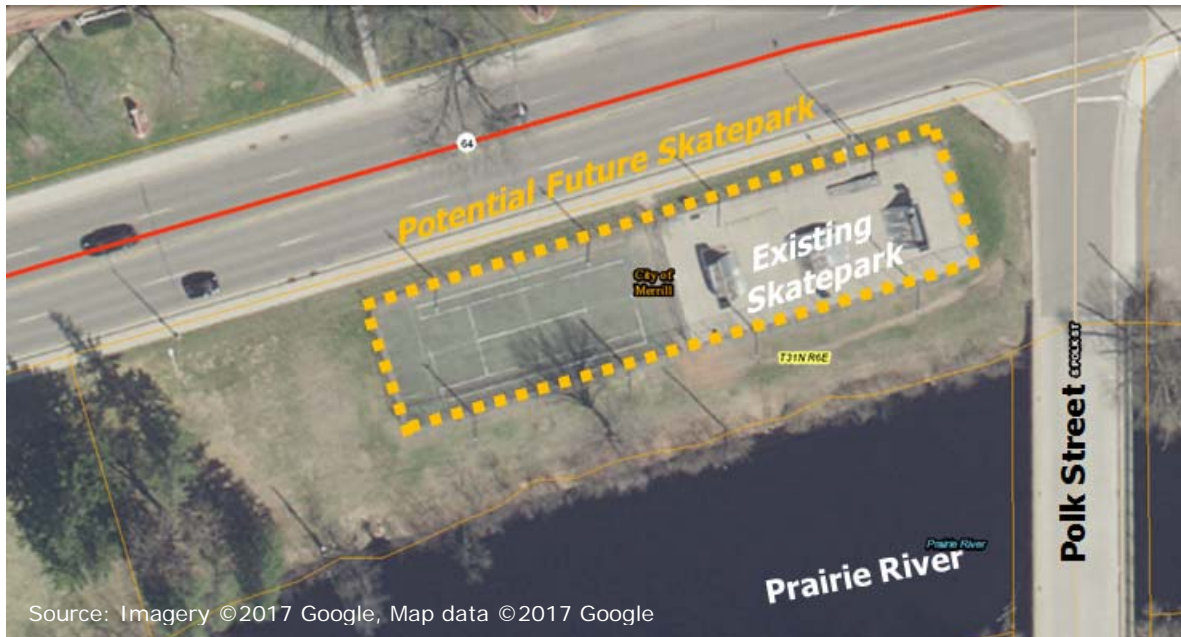 64
Potential Future Skatepark
Existing
Skatepark
City of
Merrill
T31N R6E
Polk Street
S POLK ST
Prairie River
Prairie River
Source: Imagery ©2017 Google, Map data ©2017 Google